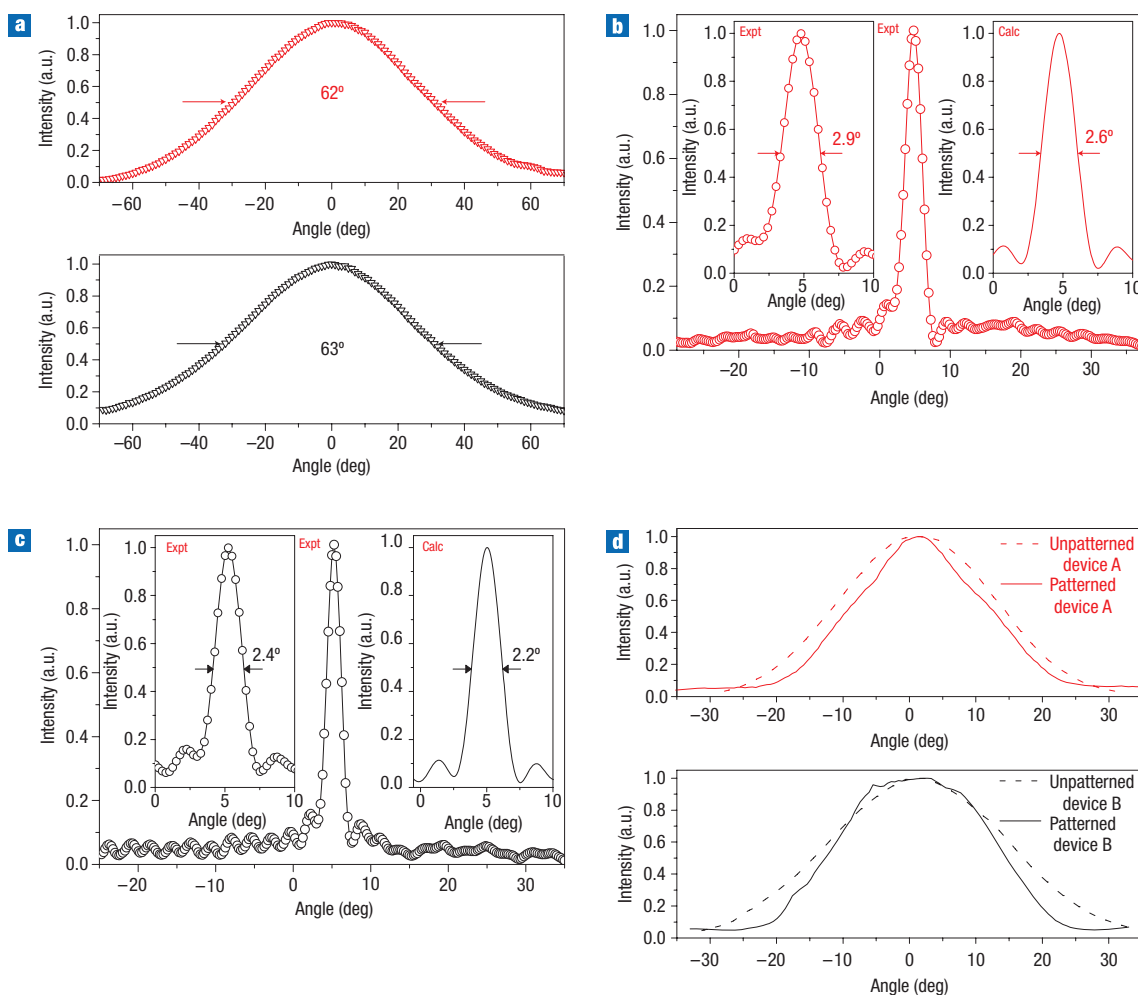 a
Intensity (a.u.)
1.0
0.8
0.6
0.4
0.2
0.0
62º
–60 –40 –20 0 20 40 60
Angle (deg)
Intensity (a.u.)
1.0
0.8
0.6
0.4
0.2
0.0
63º
–60 –40 –20 0 20 40 60
Angle (deg)
b
Intensity (a.u.)
1.0
0.8
0.6
0.4
0.2
0.0
Expt
Intensity (a.u.)
1.0
0.8
0.6
0.4
0.2
0.0
2.9º
0 5 10
Angle (deg)
Expt
Calc
Intensity (a.u.)
1.0
0.8
0.6
0.4
0.2
0.0
2.6º
0 5 10
Angle (deg)
–20 –10 0 10 20 30
Angle (deg)
c
Intensity (a.u.)
1.0
0.8
0.6
0.4
0.2
0.0
Expt
Intensity (a.u.)
1.0
0.8
0.6
0.4
0.2
0.0
2.4º
0 5 10
Angle (deg)
Expt
Calc
Intensity (a.u.)
1.0
0.8
0.6
0.4
0.2
0.0
2.2º
0 5 10
Angle (deg)
–20 –10 0 10 20 30
Angle (deg)
d
Intensity (a.u.)
1.0
0.8
0.6
0.4
0.2
0.0
Unpatterned
device A
Patterned
device A
–30 –20 –10 0 10 20 30
Angle (deg)
Intensity (a.u.)
1.0
0.8
0.6
0.4
0.2
0.0
Unpatterned
device B
Patterned
device B
–30 –20 –10 0 10 20 30
Angle (deg)